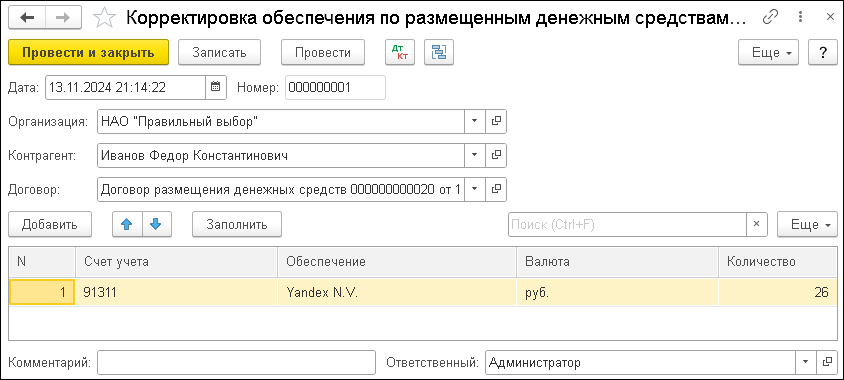 Корректировка обеспечения по размещенным денежным средствам...
Провести и закрыть Записать Провести Дт Кт Еще ?
Дата: 13.11.2024 21:14:22 Номер: 000000001
Организация: НАО "Правильный выбор"
Контрагент: Иванов Федор Константинович
Договор: Договор размещения денежных средств 000000000020 от 1
Добавить Заполнить Поиск (Ctrl+F) × Еще
N Счет учета Обеспечение Валюта Количество
1 91311 Yandex N.V. руб. 26
Комментарий: Ответственный: Администратор